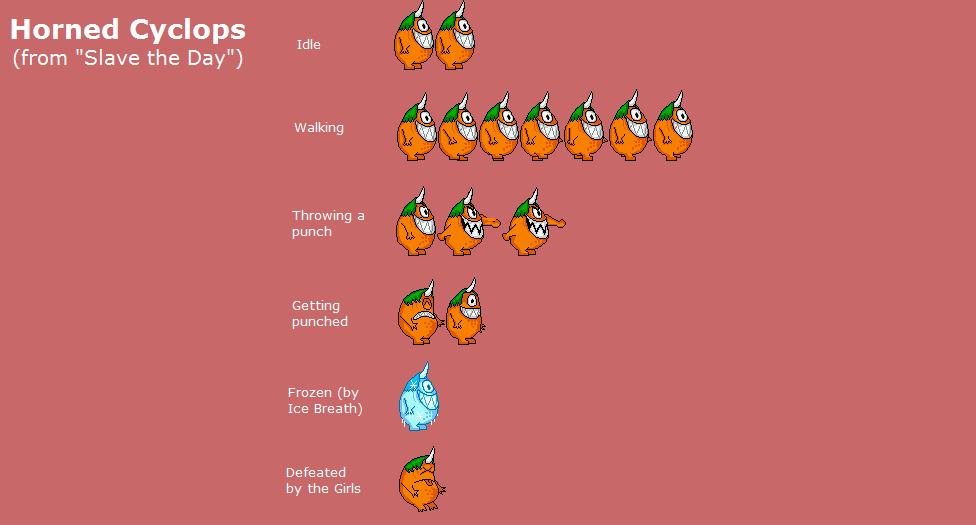 Horned Cyclops
(from "Slave the Day")
Idle
Walking
Throwing a
punch
Getting
punched
Frozen (by
Ice Breath)
Defeated
by the Girls